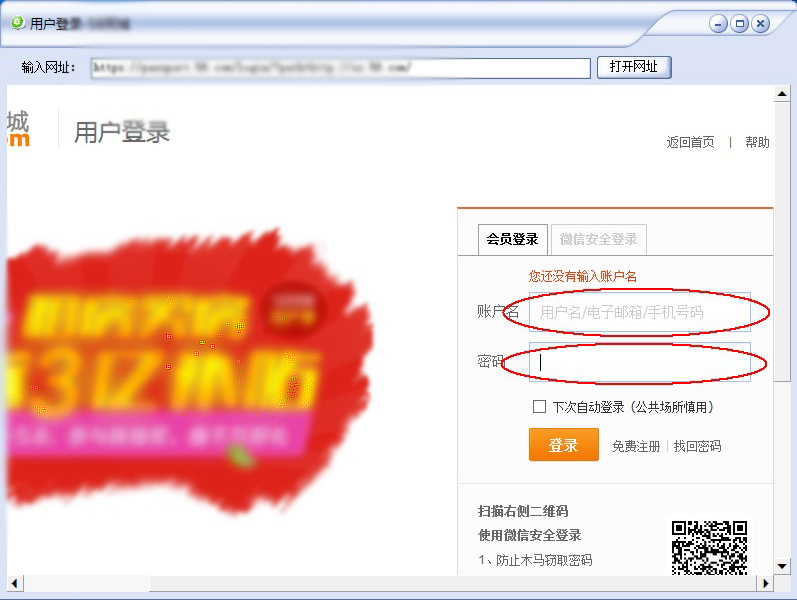 用户登录
输入网址：
打开网址
城
m
用户登录
返回首页 | 帮助
会员登录 微信安全登录
您还没有输入账户名
账户名 用户名/电子邮箱/手机号码
密码
下次自动登录（公共场所慎用）
登录 免费注册 | 找回密码
扫描右侧二维码
使用微信安全登录
1、防止木马窃取密码